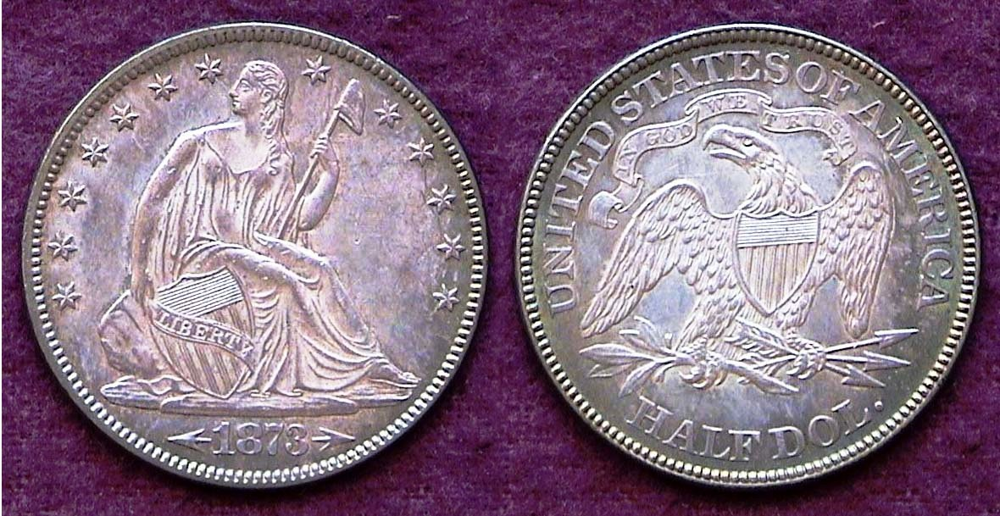 LIBERTY
1873
UNITED STATES OF AMERICA
IN GOD WE TRUST
HALF DOL.